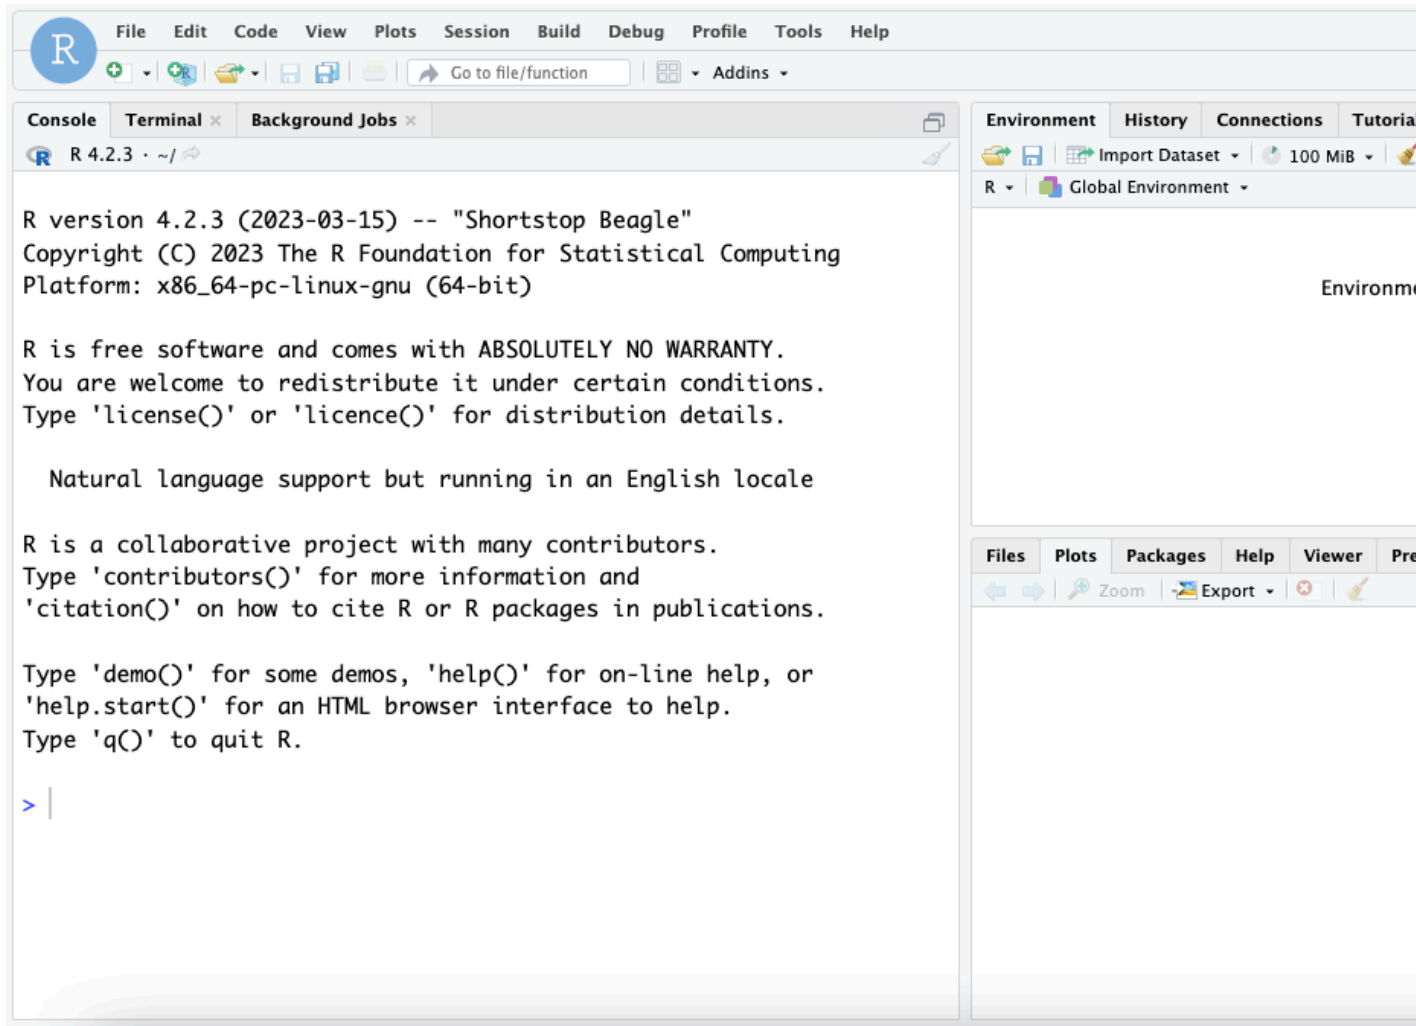 R
File Edit Code View Plots Session Build Debug Profile Tools Help
R Go to file/function Addins
Console Terminal × Background Jobs ×
R R 4.2.3 · ~/
R version 4.2.3 (2023-03-15) -- "Shortstop Beagle"
Copyright (C) 2023 The R Foundation for Statistical Computing
Platform: x86_64-pc-linux-gnu (64-bit)
R is free software and comes with ABSOLUTELY NO WARRANTY.
You are welcome to redistribute it under certain conditions.
Type 'license()' or 'licence()' for distribution details.
Natural language support but running in an English locale
R is a collaborative project with many contributors.
Type 'contributors()' for more information and
'citation()' on how to cite R or R packages in publications.
Type 'demo()' for some demos, 'help()' for on-line help, or
'help.start()' for an HTML browser interface to help.
Type 'q()' to quit R.
>
Environment History Connections Tutoria
Import Dataset 100 MiB
R Global Environment
Environme
Files Plots Packages Help Viewer Pre
Zoom Export